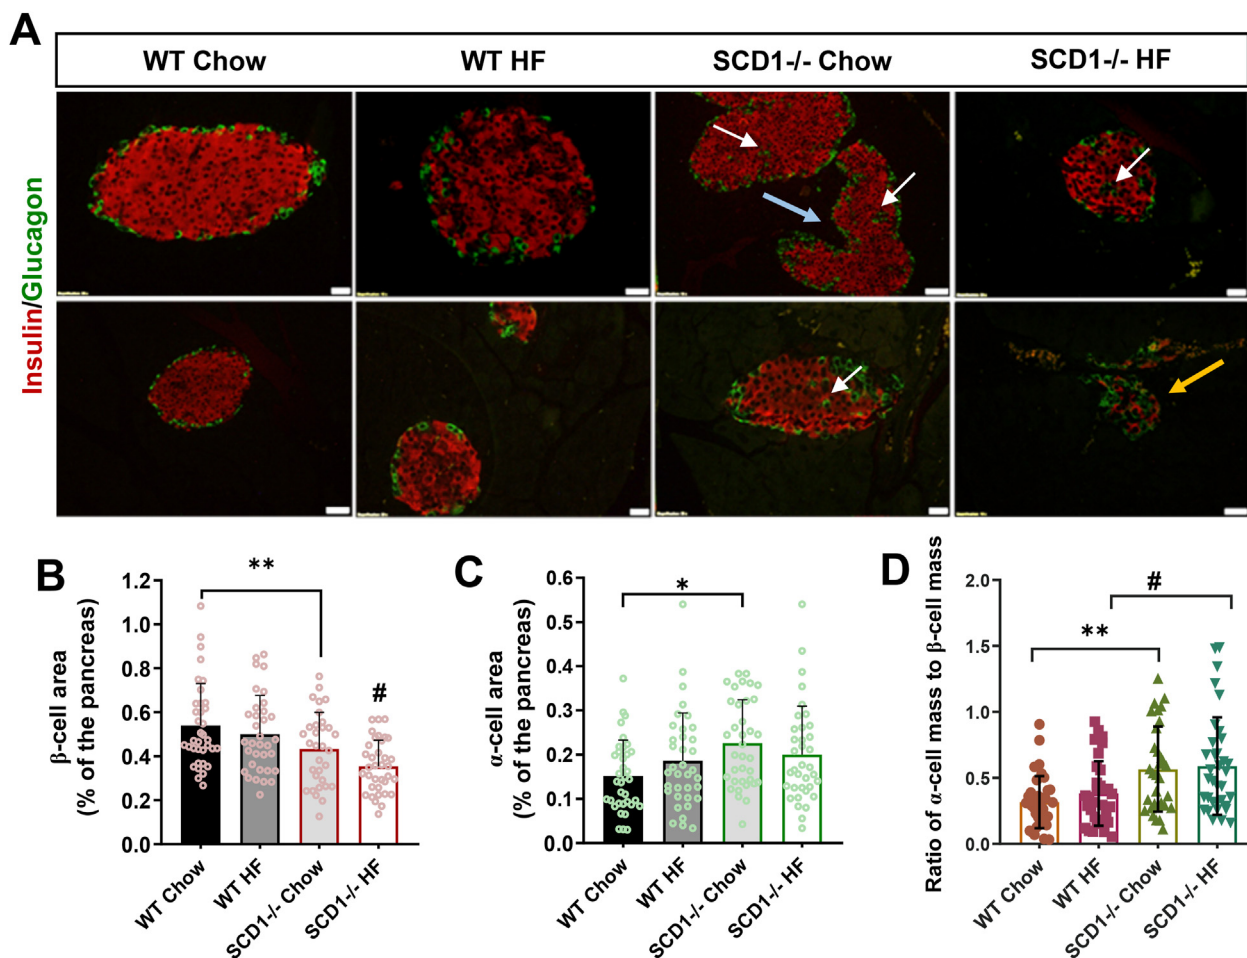 A
WT Chow
WT HF
SCD1-/- Chow
SCD1-/- HF
Insulin/Glucagon
B
β-cell area
(% of the pancreas)
1.2
1.0
0.8
0.6
0.4
0.2
0.0
**
#
WT Chow
WT HF
SCD1-/- Chow
SCD1-/- HF
C
α-cell area
(% of the pancreas)
0.6
0.5
0.4
0.3
0.2
0.1
0.0
*
WT Chow
WT HF
SCD1-/- Chow
SCD1-/- HF
D
Ratio of α-cell mass to β-cell mass
2.0
1.5
1.0
0.5
0.0
**
#
WT Chow
WT HF
SCD1-/- Chow
SCD1-/- HF